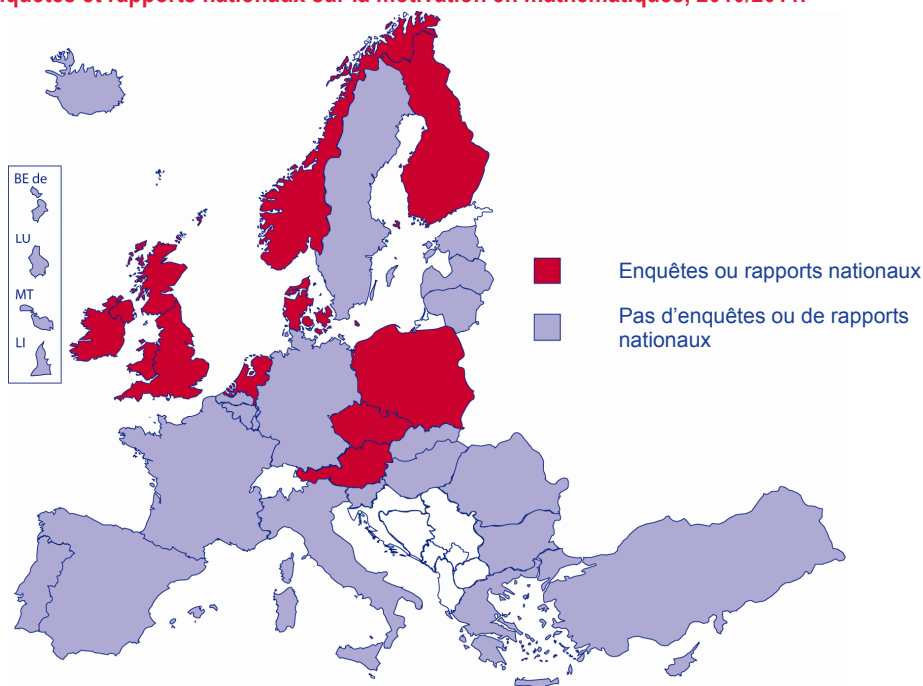 et rapports nationaux sur la motivation en mathématiques, 2010/2011.
BE de
LU
MT
LI
Enquêtes ou rapports nationaux
Pas d'enquêtes ou de rapports
nationaux